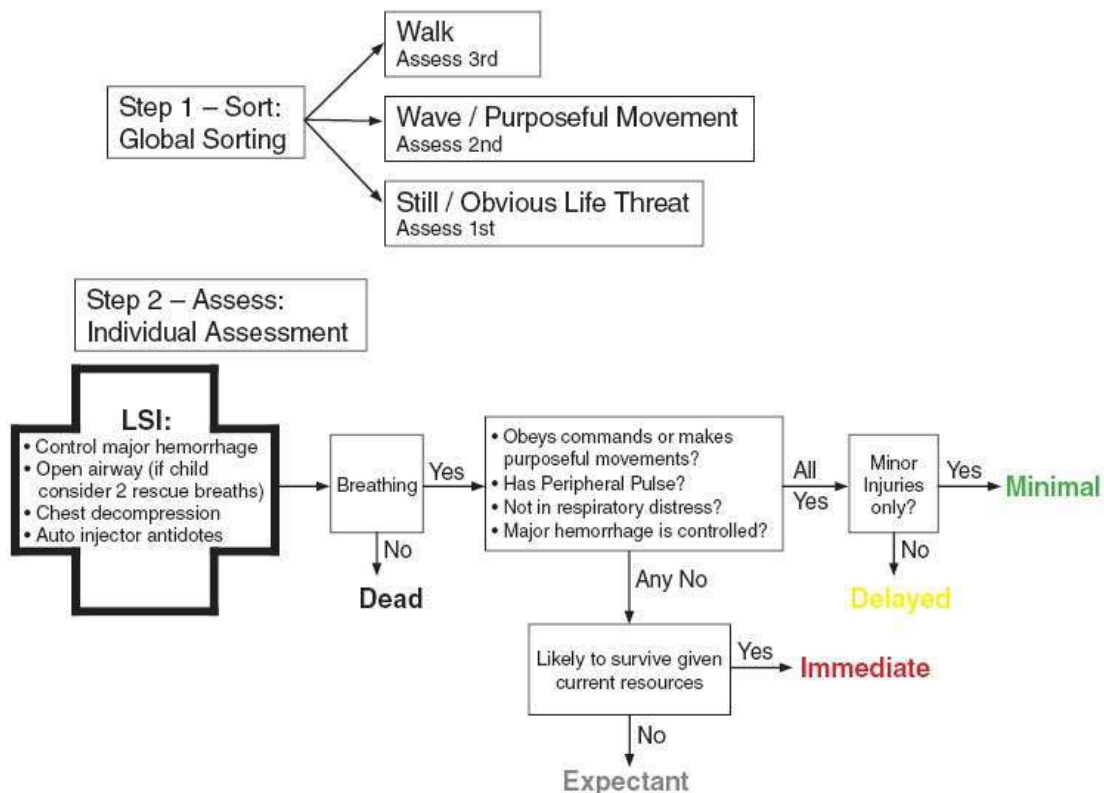 Walk
Assess 3rd
Step 1 – Sort:
Global Sorting
Wave / Purposeful Movement
Assess 2nd
Still / Obvious Life Threat
Assess 1st
Step 2 – Assess:
Individual Assessment
LSI:
• Control major hemorrhage
• Open airway (if child
consider 2 rescue breaths)
• Chest decompression
• Auto injector antidotes
Breathing
Yes
No
Dead
• Obeys commands or makes
purposeful movements?
• Has Peripheral Pulse?
• Not in respiratory distress?
• Major hemorrhage is controlled?
All
Yes
Minor
Injuries
only?
Yes
Minimal
No
Delayed
Any No
Likely to survive given
current resources
Yes
Immediate
No
Expectant